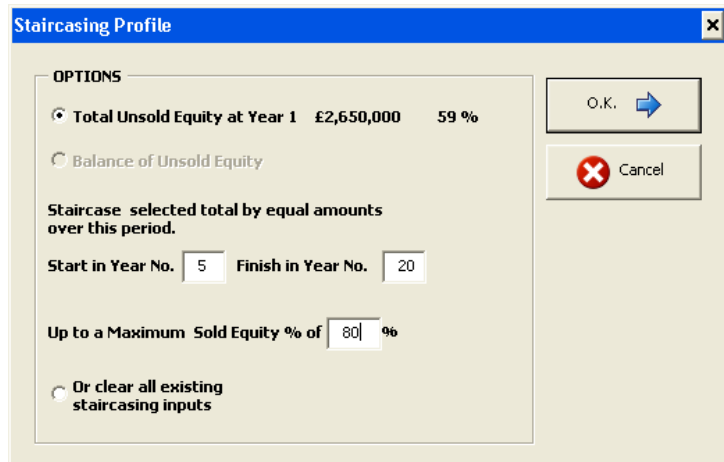 Staircasing Profile
OPTIONS
Total Unsold Equity at Year 1 £2,650,000 59 %
Balance of Unsold Equity
Staircase selected total by equal amounts
over this period.
Start in Year No. 5 Finish in Year No. 20
Up to a Maximum Sold Equity % of 80 %
Or clear all existing
staircasing inputs
O.K.
Cancel